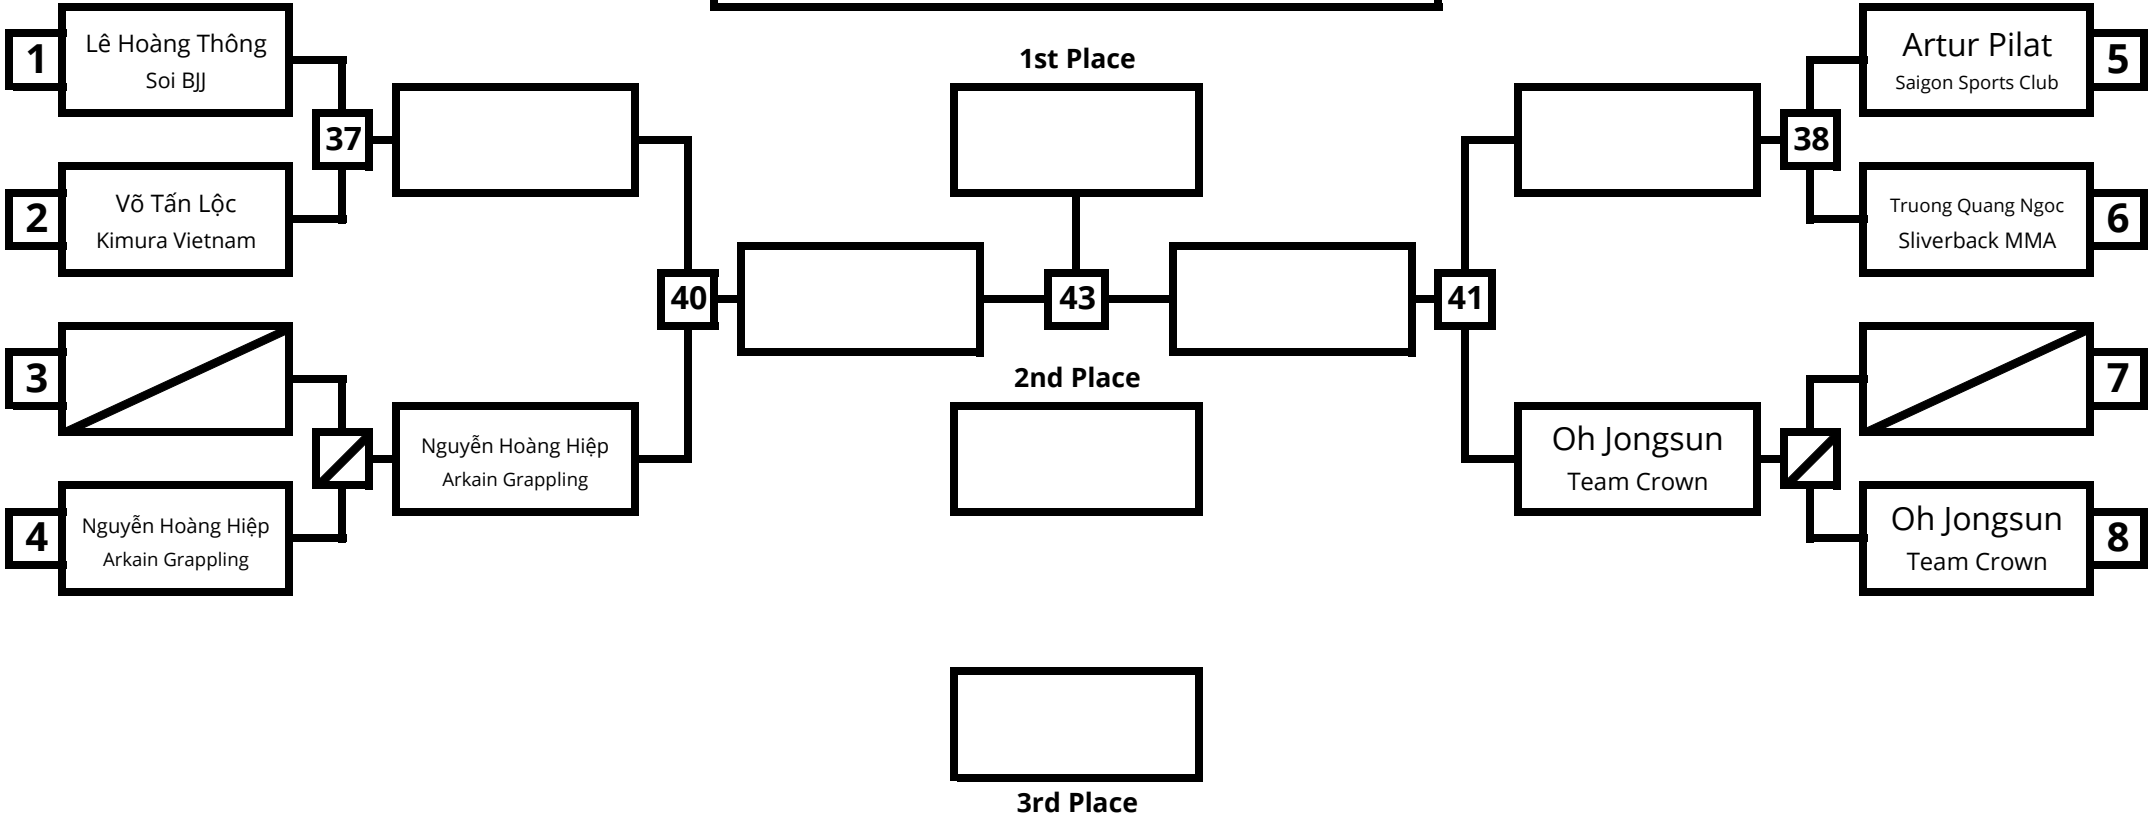 1
Lê Hoàng Thông
Soi BJJ
37
2
Võ Tấn Lộc
Kimura Vietnam
3
4
Nguyễn Hoàng Hiệp
Arkain Grappling
Nguyễn Hoàng Hiệp
Arkain Grappling
40
1st Place
43
2nd Place
3rd Place
41
38
Artur Pilat
Saigon Sports Club
5
Truong Quang Ngoc
Sliverback MMA
6
7
Oh Jongsun
Team Crown
Oh Jongsun
Team Crown
8